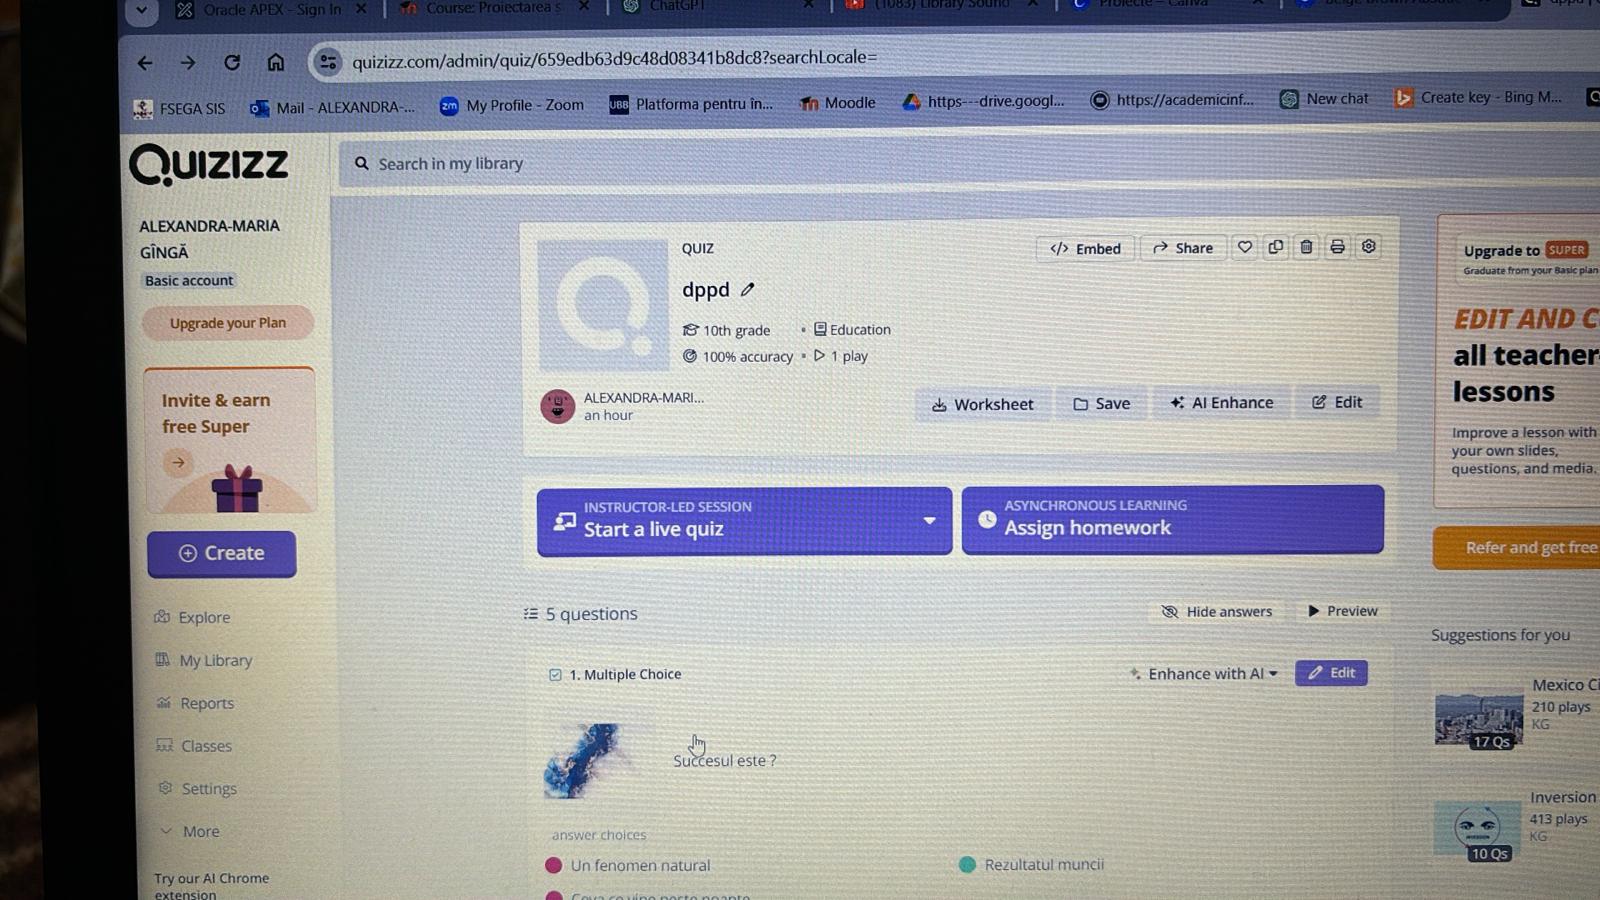 Oracle APEX - Sign In
Course: Proiectarea s
ChatGPT
(1083) Library Sound
Proiecte – Canva
quizizz.com/admin/quiz/659edb63d9c48d08341b8dc8?searchLocale=
FSEGA SIS
Mail - ALEXANDRA-...
zm
My Profile - Zoom
UBB
Platforma pentru în...
Moodle
https---drive.googl...
https://academicinf...
New chat
Create key - Bing M...
QUIZIZZ
Search in my library
ALEXANDRA-MARIA
GÎNGĂ
Basic account
Upgrade your Plan
Invite & earn
free Super
Create
Explore
My Library
Reports
Classes
Settings
More
Try our AI Chrome
extension
QUIZ
</> Embed
Share
dppd
10th grade
• Education
100% accuracy
• 1 play
ALEXANDRA-MARI...
an hour
Worksheet
Save
AI Enhance
Edit
INSTRUCTOR-LED SESSION
Start a live quiz
ASYNCHRONOUS LEARNING
Assign homework
5 questions
Hide answers
Preview
1. Multiple Choice
Enhance with AI
Edit
Succesul este ?
answer choices
Un fenomen natural
Rezultatul muncii
Upgrade to SUPER
Graduate from your Basic plan
EDIT AND C
all teacher
lessons
Improve a lesson with
your own slides,
questions, and media.
Refer and get free
Suggestions for you
Mexico Ci
210 plays
KG
17 Qs
Inversion
413 plays
KG
10 Qs